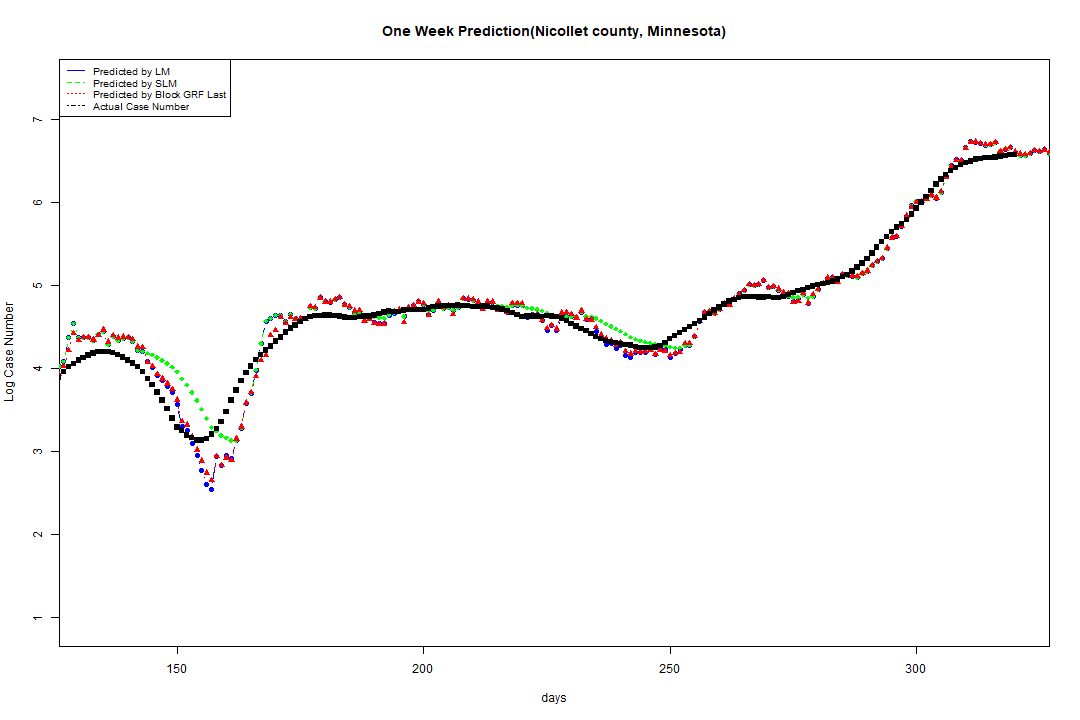 One Week Prediction(Nicollet county, Minnesota)
Predicted by LM
Predicted by SLM
Predicted by Block GRF Last
Actual Case Number
7
6
5
4
3
2
1
Log Case Number
150 200 250 300
days